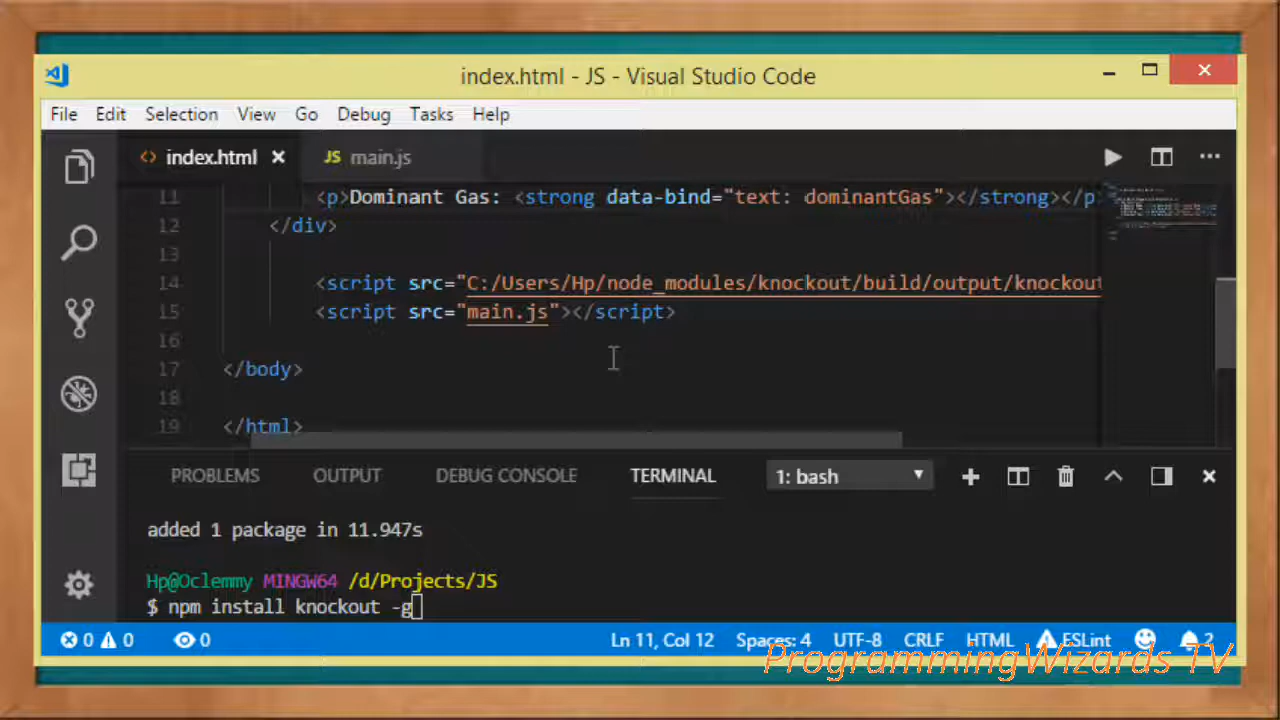 index.html - JS - Visual Studio Code
File Edit Selection View Go Debug Tasks Help
<> index.html × JS main.js
11 <p>Dominant Gas: <strong data-bind="text: dominantGas"></strong></p
12 </div>
13
14 <script src="C:/Users/Hp/node_modules/knockout/build/output/knockout
15 <script src="main.js"></script>
16
17 </body>
18
19 </html>
PROBLEMS OUTPUT DEBUG CONSOLE TERMINAL 1: bash
added 1 package in 11.947s
Hp@Oclemmy MINGW64 /d/Projects/JS
$ npm install knockout -g
0 0 0 Ln 11, Col 12 Spaces: 4 UTF-8 CRLF HTML ESLint 2
ProgrammingWizards TV